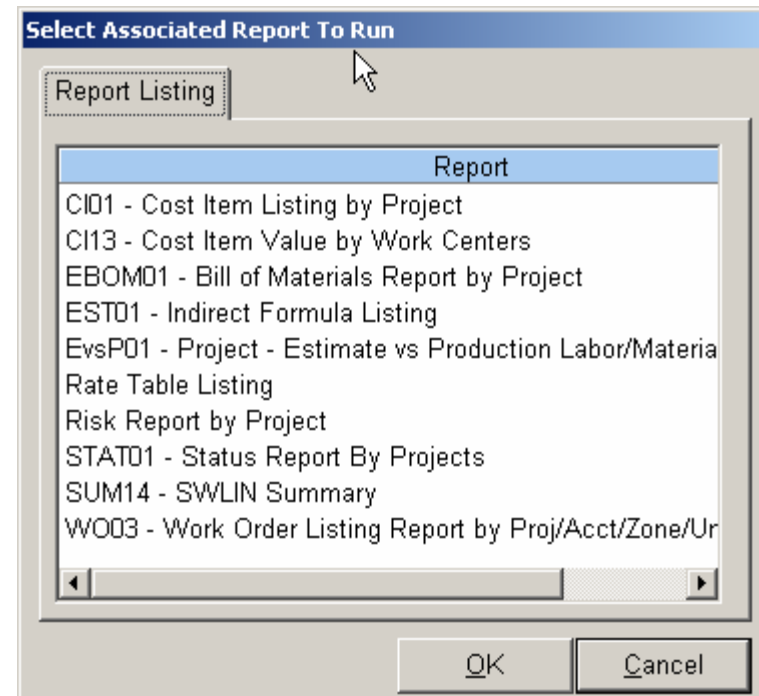 Select Associated Report To Run
Report Listing
Report
CI01 - Cost Item Listing by Project
CI13 - Cost Item Value by Work Centers
EBOM01 - Bill of Materials Report by Project
EST01 - Indirect Formula Listing
EvsP01 - Project - Estimate vs Production Labor/Materia
Rate Table Listing
Risk Report by Project
STAT01 - Status Report By Projects
SUM14 - SWLIN Summary
WO03 - Work Order Listing Report by Proj/Acct/Zone/Un
OK
Cancel